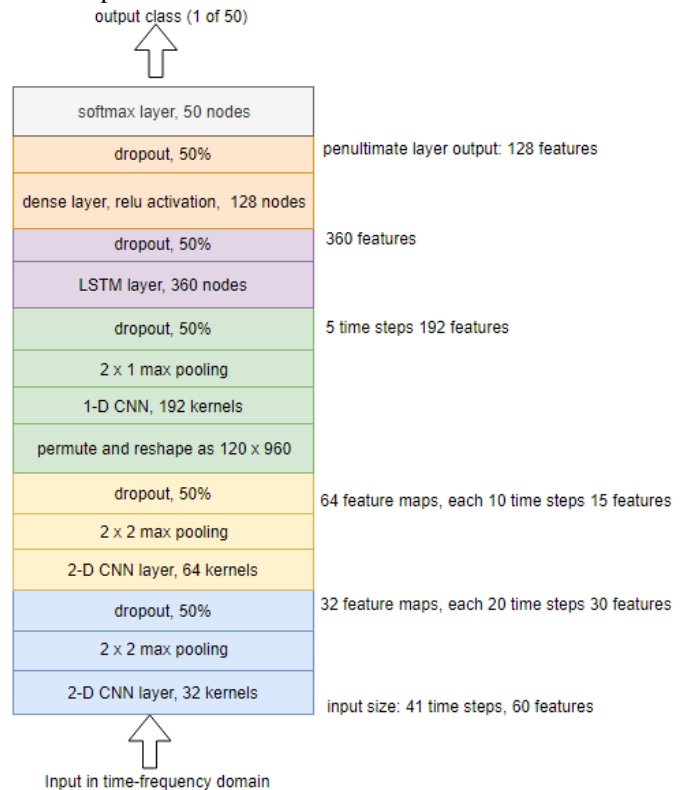 output class (1 of 50)
softmax layer, 50 nodes
dropout, 50%
penultimate layer output: 128 features
dense layer, relu activation, 128 nodes
dropout, 50%
360 features
LSTM layer, 360 nodes
dropout, 50%
5 time steps 192 features
2 x 1 max pooling
1-D CNN, 192 kernels
permute and reshape as 120 x 960
dropout, 50%
64 feature maps, each 10 time steps 15 features
2 x 2 max pooling
2-D CNN layer, 64 kernels
dropout, 50%
32 feature maps, each 20 time steps 30 features
2 x 2 max pooling
2-D CNN layer, 32 kernels
input size: 41 time steps, 60 features
Input in time-frequency domain